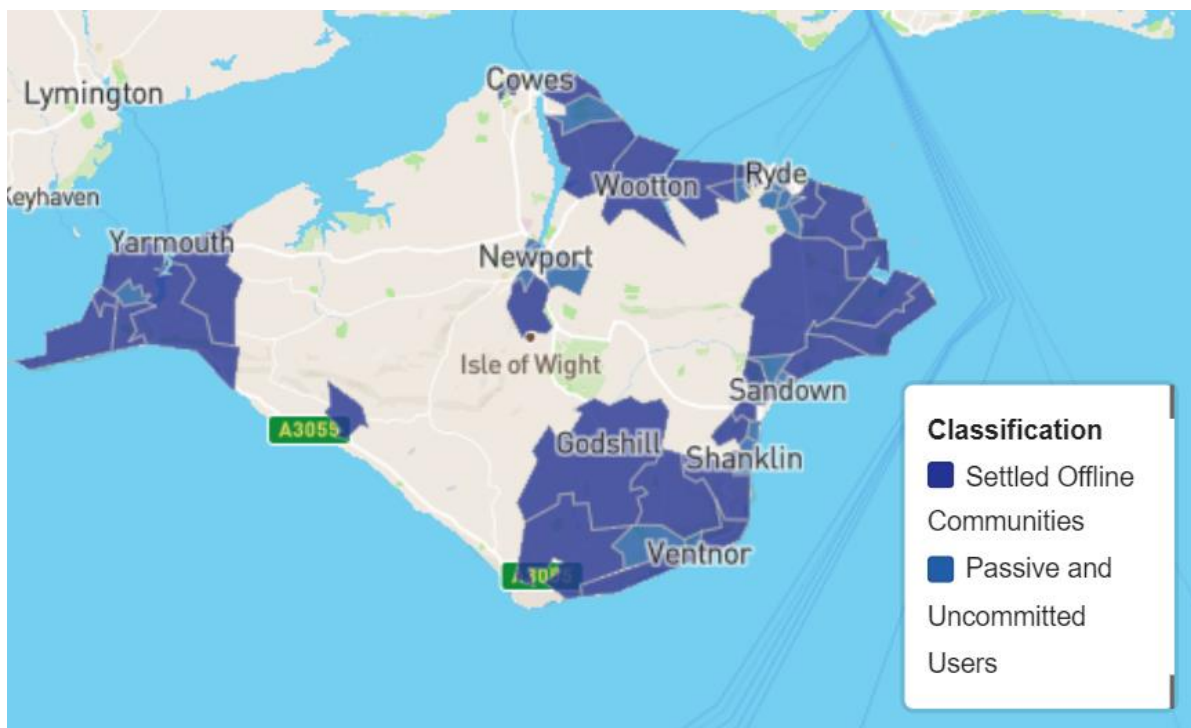 Cowes
Lymington
Ryde
Keyhaven
Wootton
Yarmouth
Newport
Isle of Wight
Sandown
A3055
Godshill
Shanklin
Ventnor
A3055
Classification
Settled Offline
Communities
Passive and
Uncommitted
Users